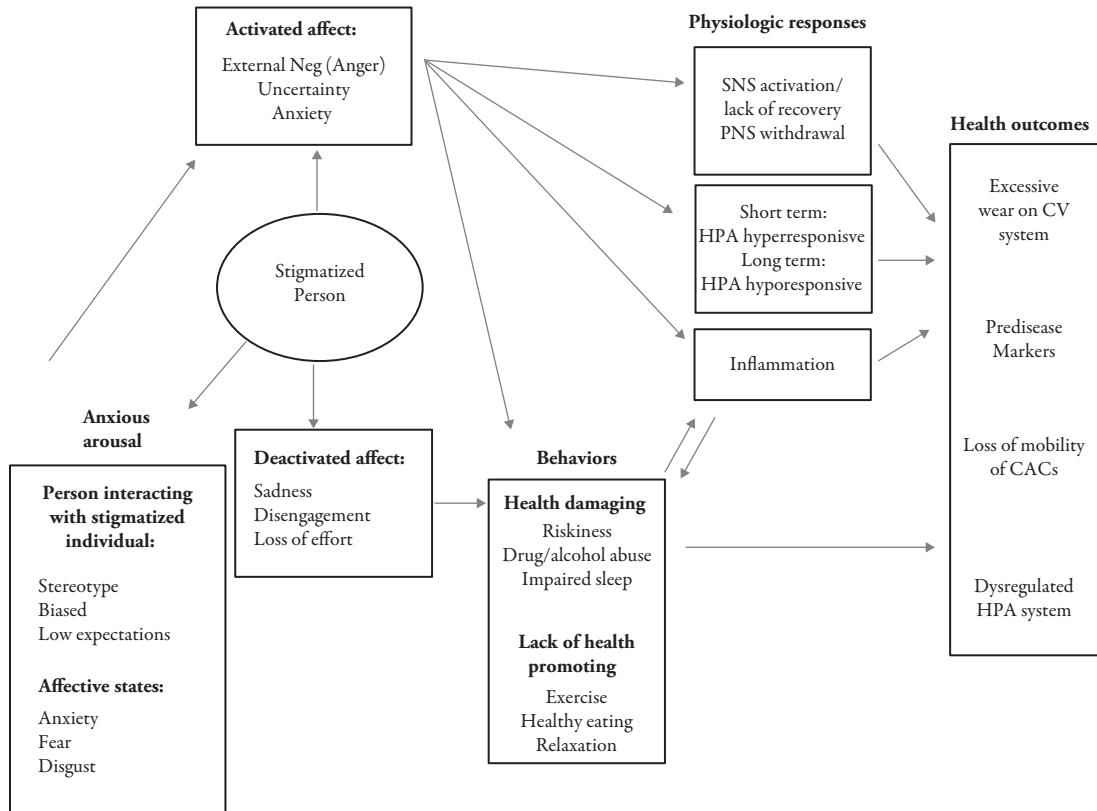 Activated affect:
External Neg (Anger)
Uncertainty
Anxiety
Stigmatized
Person
Anxious
arousal
Person interacting
with stigmatized
individual:
Stereotype
Biased
Low expectations
Affective states:
Anxiety
Fear
Disgust
Deactivated affect:
Sadness
Disengagement
Loss of effort
Behaviors
Health damaging
Riskiness
Drug/alcohol abuse
Impaired sleep
Lack of health
promoting
Exercise
Healthy eating
Relaxation
Physiologic responses
SNS activation/
lack of recovery
PNS withdrawal
Short term:
HPA hyperresponisve
Long term:
HPA hyporesponsive
Inflammation
Health outcomes
Excessive
wear on CV
system
Predisease
Markers
Loss of mobility
of CACs
Dysregulated
HPA system